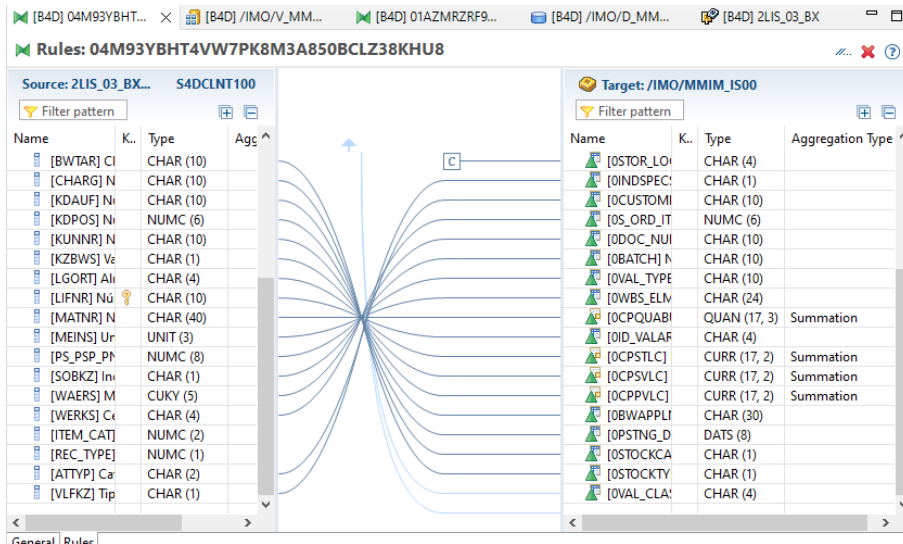 [B4D] 04M93YBHT... [B4D] /IMO/V_MM... [B4D] 01AZMRZRF9... [B4D] /IMO/D_MM... [B4D] 2LIS_03_BX
Rules: 04M93YBHT4VW7PK8M3A850BCLZ38KHU8
Source: 2LIS_03_BX... S4DCLNT100 Target: /IMO/MMIM_IS00
Filter pattern Filter pattern
Name K.. Type Agg Name K.. Type Aggregation Type
[BWTAR] Cl CHAR (10) C [0STOR_LO CHAR (4)
[CHARG] N CHAR (10) [0INDSPEC: CHAR (1)
[KDAUF] N CHAR (10) [0CUSTOMI CHAR (10)
[KDPOS] N NUMC (6) [0S_ORD_IT NUMC (6)
[KUNNR] N CHAR (10) [0DOC_NUI CHAR (10)
[KZBWS] Va CHAR (1) [0BATCH] N CHAR (10)
[LGORT] Al CHAR (4) [0VAL_TYPE CHAR (10)
[LIFNR] Nú CHAR (10) [0WBS_ELM CHAR (24)
[MATNR] N CHAR (40) [0CPQUABU QUAN (17, 3) Summation
[MEINS] Un UNIT (3) [0ID_VALAR CHAR (4)
[PS_PSP_PN NUMC (8) [0CPSTLC] CURR (17, 2) Summation
[SOBKZ] In CHAR (1) [0CPSVLC] CURR (17, 2) Summation
[WAERS] M CUKY (5) [0CPPVLC] CURR (17, 2) Summation
[WERKS] Ce CHAR (4) [0BWAPPLI CHAR (30)
[ITEM_CAT] NUMC (2) [0PSTNG_D DATS (8)
[REC_TYPE] NUMC (1) [0STOCKCA CHAR (1)
[ATTYP] Ca CHAR (2) [0STOCKTY CHAR (1)
[VLFKZ] Tip CHAR (1) [0VAL_CLA: CHAR (4)
General Rules